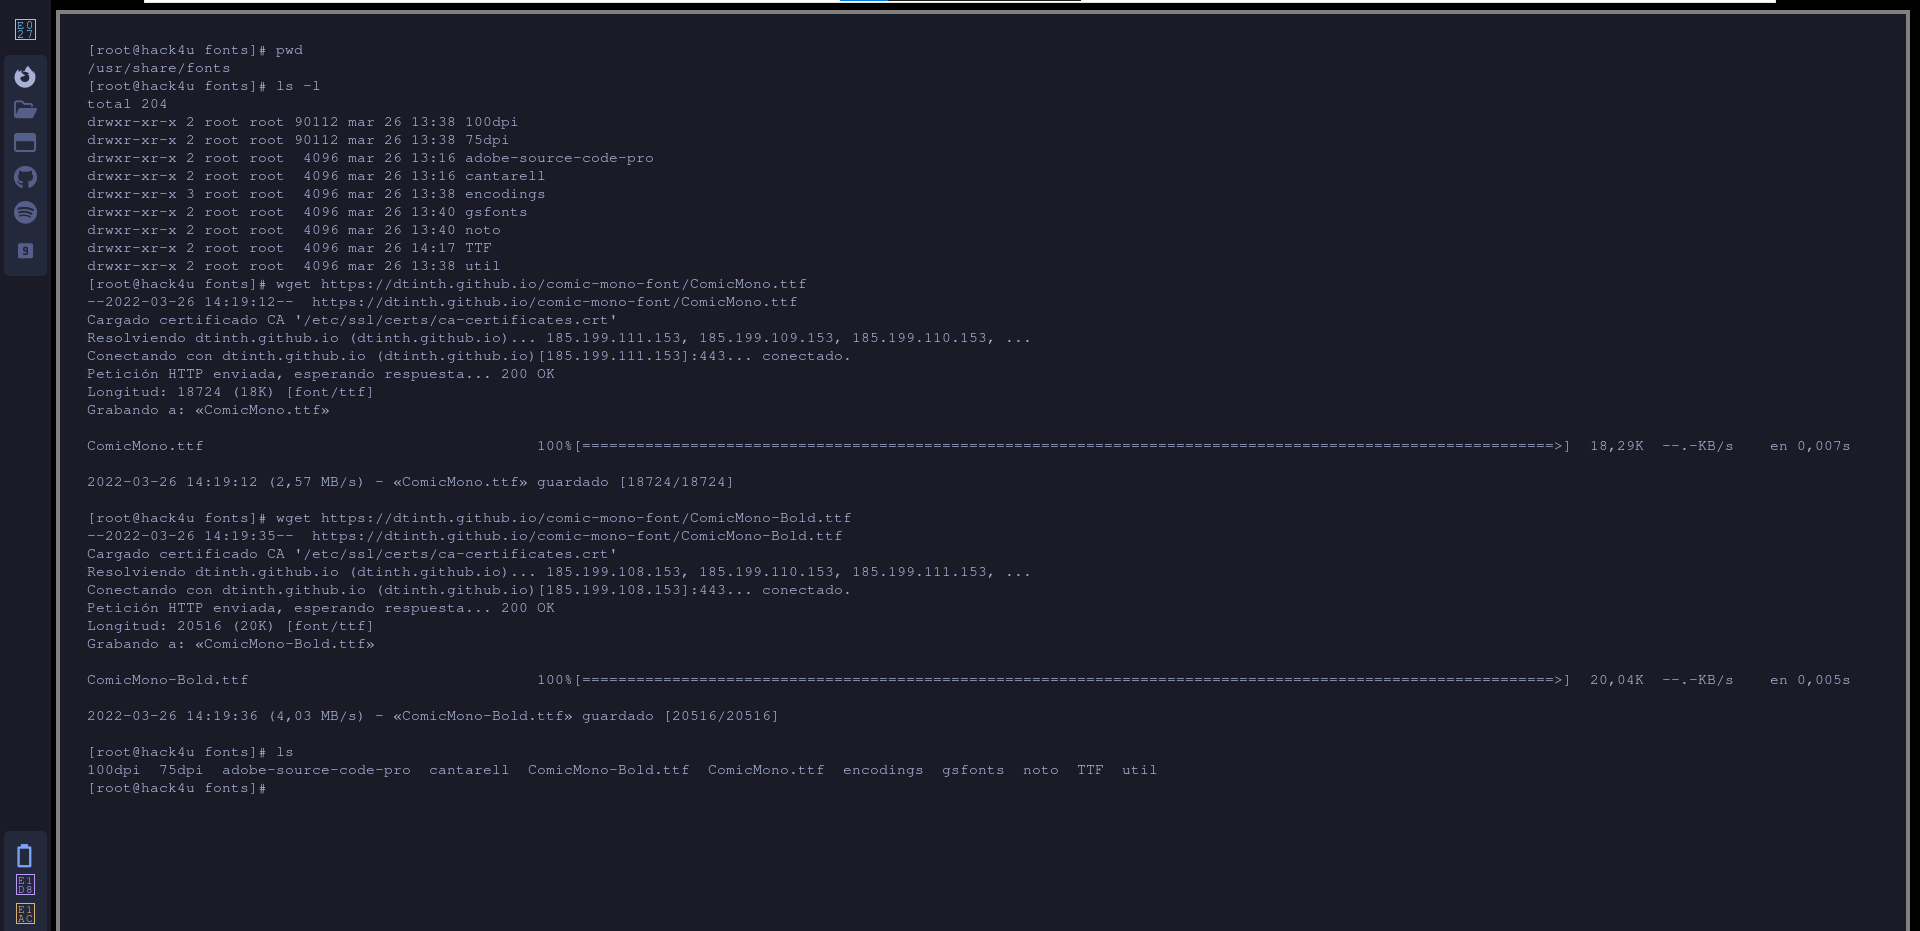 E0
27
[root@hack4u fonts]# pwd
/usr/share/fonts
[root@hack4u fonts]# ls -l
total 204
drwxr-xr-x 2 root root 90112 mar 26 13:38 100dpi
drwxr-xr-x 2 root root 90112 mar 26 13:38 75dpi
drwxr-xr-x 2 root root  4096 mar 26 13:16 adobe-source-code-pro
drwxr-xr-x 2 root root  4096 mar 26 13:16 cantarell
drwxr-xr-x 3 root root  4096 mar 26 13:38 encodings
drwxr-xr-x 2 root root  4096 mar 26 13:40 gsfonts
drwxr-xr-x 2 root root  4096 mar 26 13:40 noto
drwxr-xr-x 2 root root  4096 mar 26 14:17 TTF
drwxr-xr-x 2 root root  4096 mar 26 13:38 util
[root@hack4u fonts]# wget https://dtinth.github.io/comic-mono-font/ComicMono.ttf
--2022-03-26 14:19:12--  https://dtinth.github.io/comic-mono-font/ComicMono.ttf
Cargado certificado CA '/etc/ssl/certs/ca-certificates.crt'
Resolviendo dtinth.github.io (dtinth.github.io)... 185.199.111.153, 185.199.109.153, 185.199.110.153, ...
Conectando con dtinth.github.io (dtinth.github.io)[185.199.111.153]:443... conectado.
Petición HTTP enviada, esperando respuesta... 200 OK
Longitud: 18724 (18K) [font/ttf]
Grabando a: «ComicMono.ttf»
ComicMono.ttf 100%[============================================================================================================>] 18,29K --.-KB/s en 0,007s
2022-03-26 14:19:12 (2,57 MB/s) - «ComicMono.ttf» guardado [18724/18724]
[root@hack4u fonts]# wget https://dtinth.github.io/comic-mono-font/ComicMono-Bold.ttf
--2022-03-26 14:19:35--  https://dtinth.github.io/comic-mono-font/ComicMono-Bold.ttf
Cargado certificado CA '/etc/ssl/certs/ca-certificates.crt'
Resolviendo dtinth.github.io (dtinth.github.io)... 185.199.108.153, 185.199.110.153, 185.199.111.153, ...
Conectando con dtinth.github.io (dtinth.github.io)[185.199.108.153]:443... conectado.
Petición HTTP enviada, esperando respuesta... 200 OK
Longitud: 20516 (20K) [font/ttf]
Grabando a: «ComicMono-Bold.ttf»
ComicMono-Bold.ttf 100%[============================================================================================================>] 20,04K --.-KB/s en 0,005s
2022-03-26 14:19:36 (4,03 MB/s) - «ComicMono-Bold.ttf» guardado [20516/20516]
[root@hack4u fonts]# ls
100dpi  75dpi  adobe-source-code-pro  cantarell  ComicMono-Bold.ttf  ComicMono.ttf  encodings  gsfonts  noto  TTF  util
[root@hack4u fonts]#
9
E1
D8
E1
AC